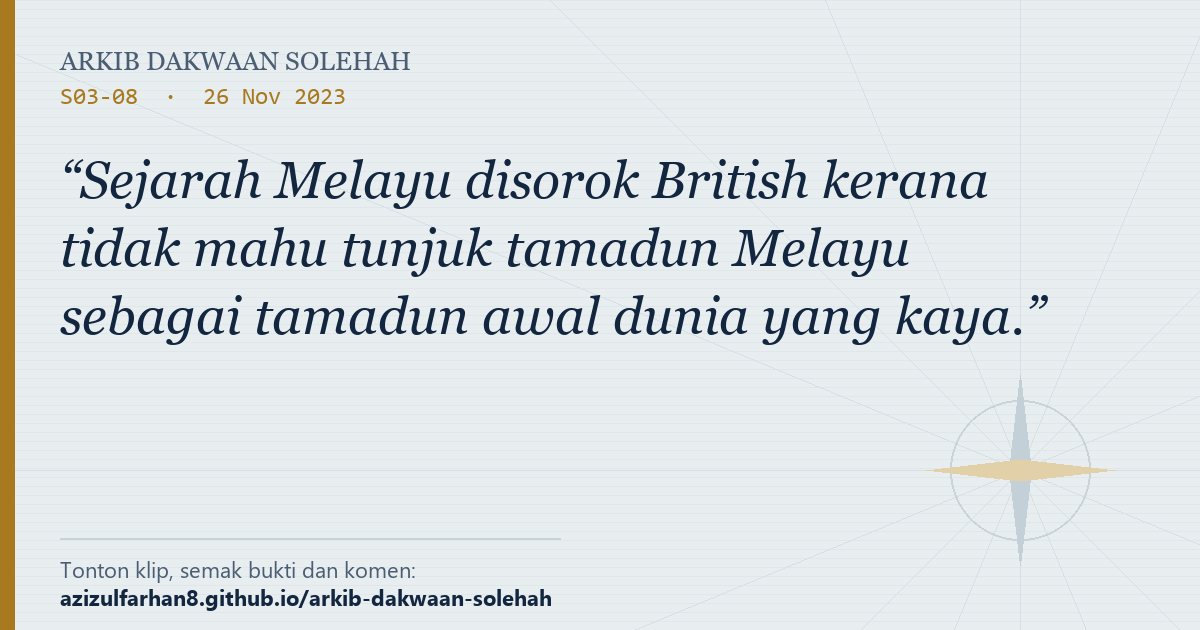 ARKIB DAKWAAN SOLEHAH
S03-08 · 26 Nov 2023
“Sejarah Melayu disorok British kerana
tidak mahu tunjuk tamadun Melayu
sebagai tamadun awal dunia yang kaya.”
Tonton klip, semak bukti dan komen:
azizulfarhan8.github.io/arkib-dakwaan-solehah